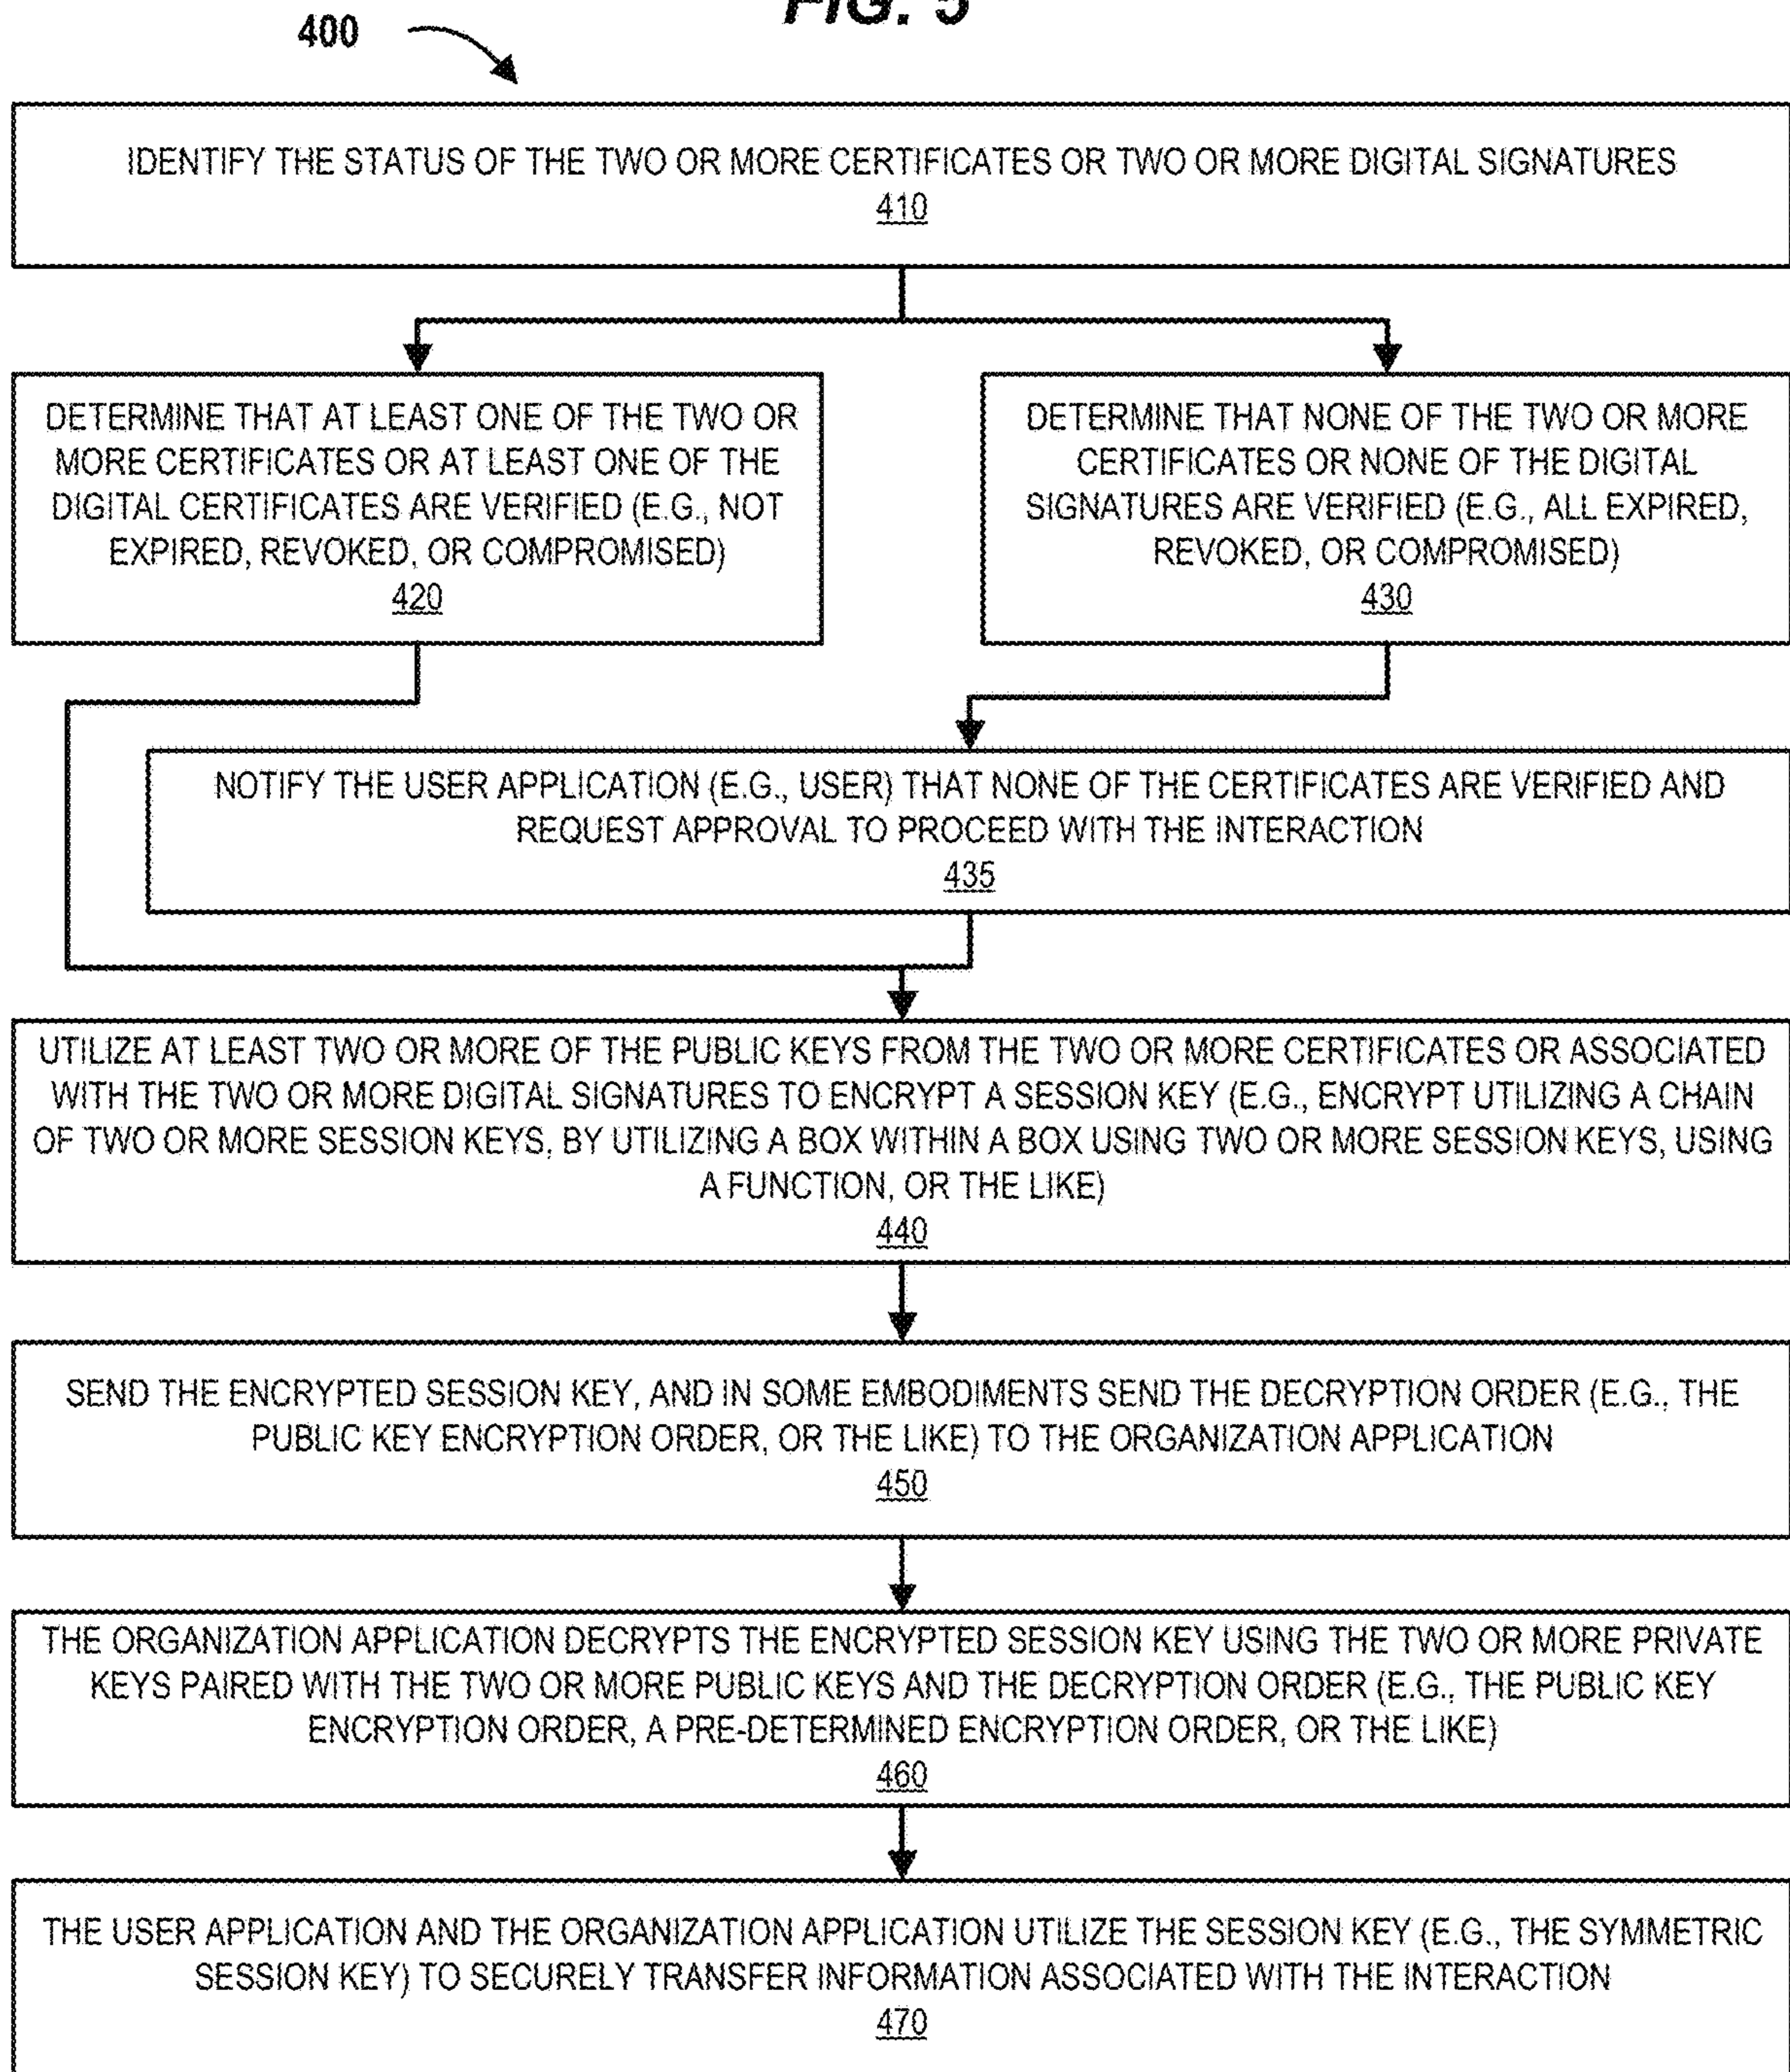 FIG. 5
400
IDENTIFY THE STATUS OF THE TWO OR MORE CERTIFICATES OR TWO OR MORE DIGITAL SIGNATURES
410
DETERMINE THAT AT LEAST ONE OF THE TWO OR
MORE CERTIFICATES OR AT LEAST ONE OF THE
DIGITAL CERTIFICATES ARE VERIFIED (E.G., NOT
EXPIRED, REVOKED, OR COMPROMISED)
420
DETERMINE THAT NONE OF THE TWO OR MORE
CERTIFICATES OR NONE OF THE DIGITAL
SIGNATURES ARE VERIFIED (E.G., ALL EXPIRED,
REVOKED, OR COMPROMISED)
430
NOTIFY THE USER APPLICATION (E.G., USER) THAT NONE OF THE CERTIFICATES ARE VERIFIED AND
REQUEST APPROVAL TO PROCEED WITH THE INTERACTION
435
UTILIZE AT LEAST TWO OR MORE OF THE PUBLIC KEYS FROM THE TWO OR MORE CERTIFICATES OR ASSOCIATED
WITH THE TWO OR MORE DIGITAL SIGNATURES TO ENCRYPT A SESSION KEY (E.G., ENCRYPT UTILIZING A CHAIN
OF TWO OR MORE SESSION KEYS, BY UTILIZING A BOX WITHIN A BOX USING TWO OR MORE SESSION KEYS, USING
A FUNCTION, OR THE LIKE)
440
SEND THE ENCRYPTED SESSION KEY, AND IN SOME EMBODIMENTS SEND THE DECRYPTION ORDER (E.G., THE
PUBLIC KEY ENCRYPTION ORDER, OR THE LIKE) TO THE ORGANIZATION APPLICATION
450
THE ORGANIZATION APPLICATION DECRYPTS THE ENCRYPTED SESSION KEY USING THE TWO OR MORE PRIVATE
KEYS PAIRED WITH THE TWO OR MORE PUBLIC KEYS AND THE DECRYPTION ORDER (E.G., THE PUBLIC KEY
ENCRYPTION ORDER, A PRE-DETERMINED ENCRYPTION ORDER, OR THE LIKE)
460
THE USER APPLICATION AND THE ORGANIZATION APPLICATION UTILIZE THE SESSION KEY (E.G., THE SYMMETRIC
SESSION KEY) TO SECURELY TRANSFER INFORMATION ASSOCIATED WITH THE INTERACTION
470